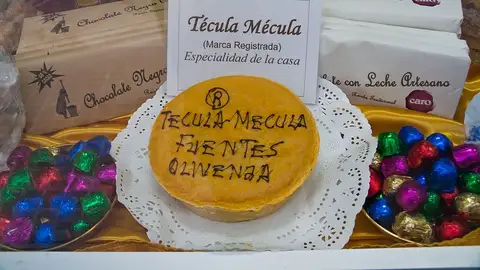 Técula Mécula
(Marca Registrada)
Especialidad de la casa
Chocolate Negro
Chocolate Negro
te con Leche Artesano
caro
caro
®
TECULA-MECULA
FUENTES
OLIVENZA